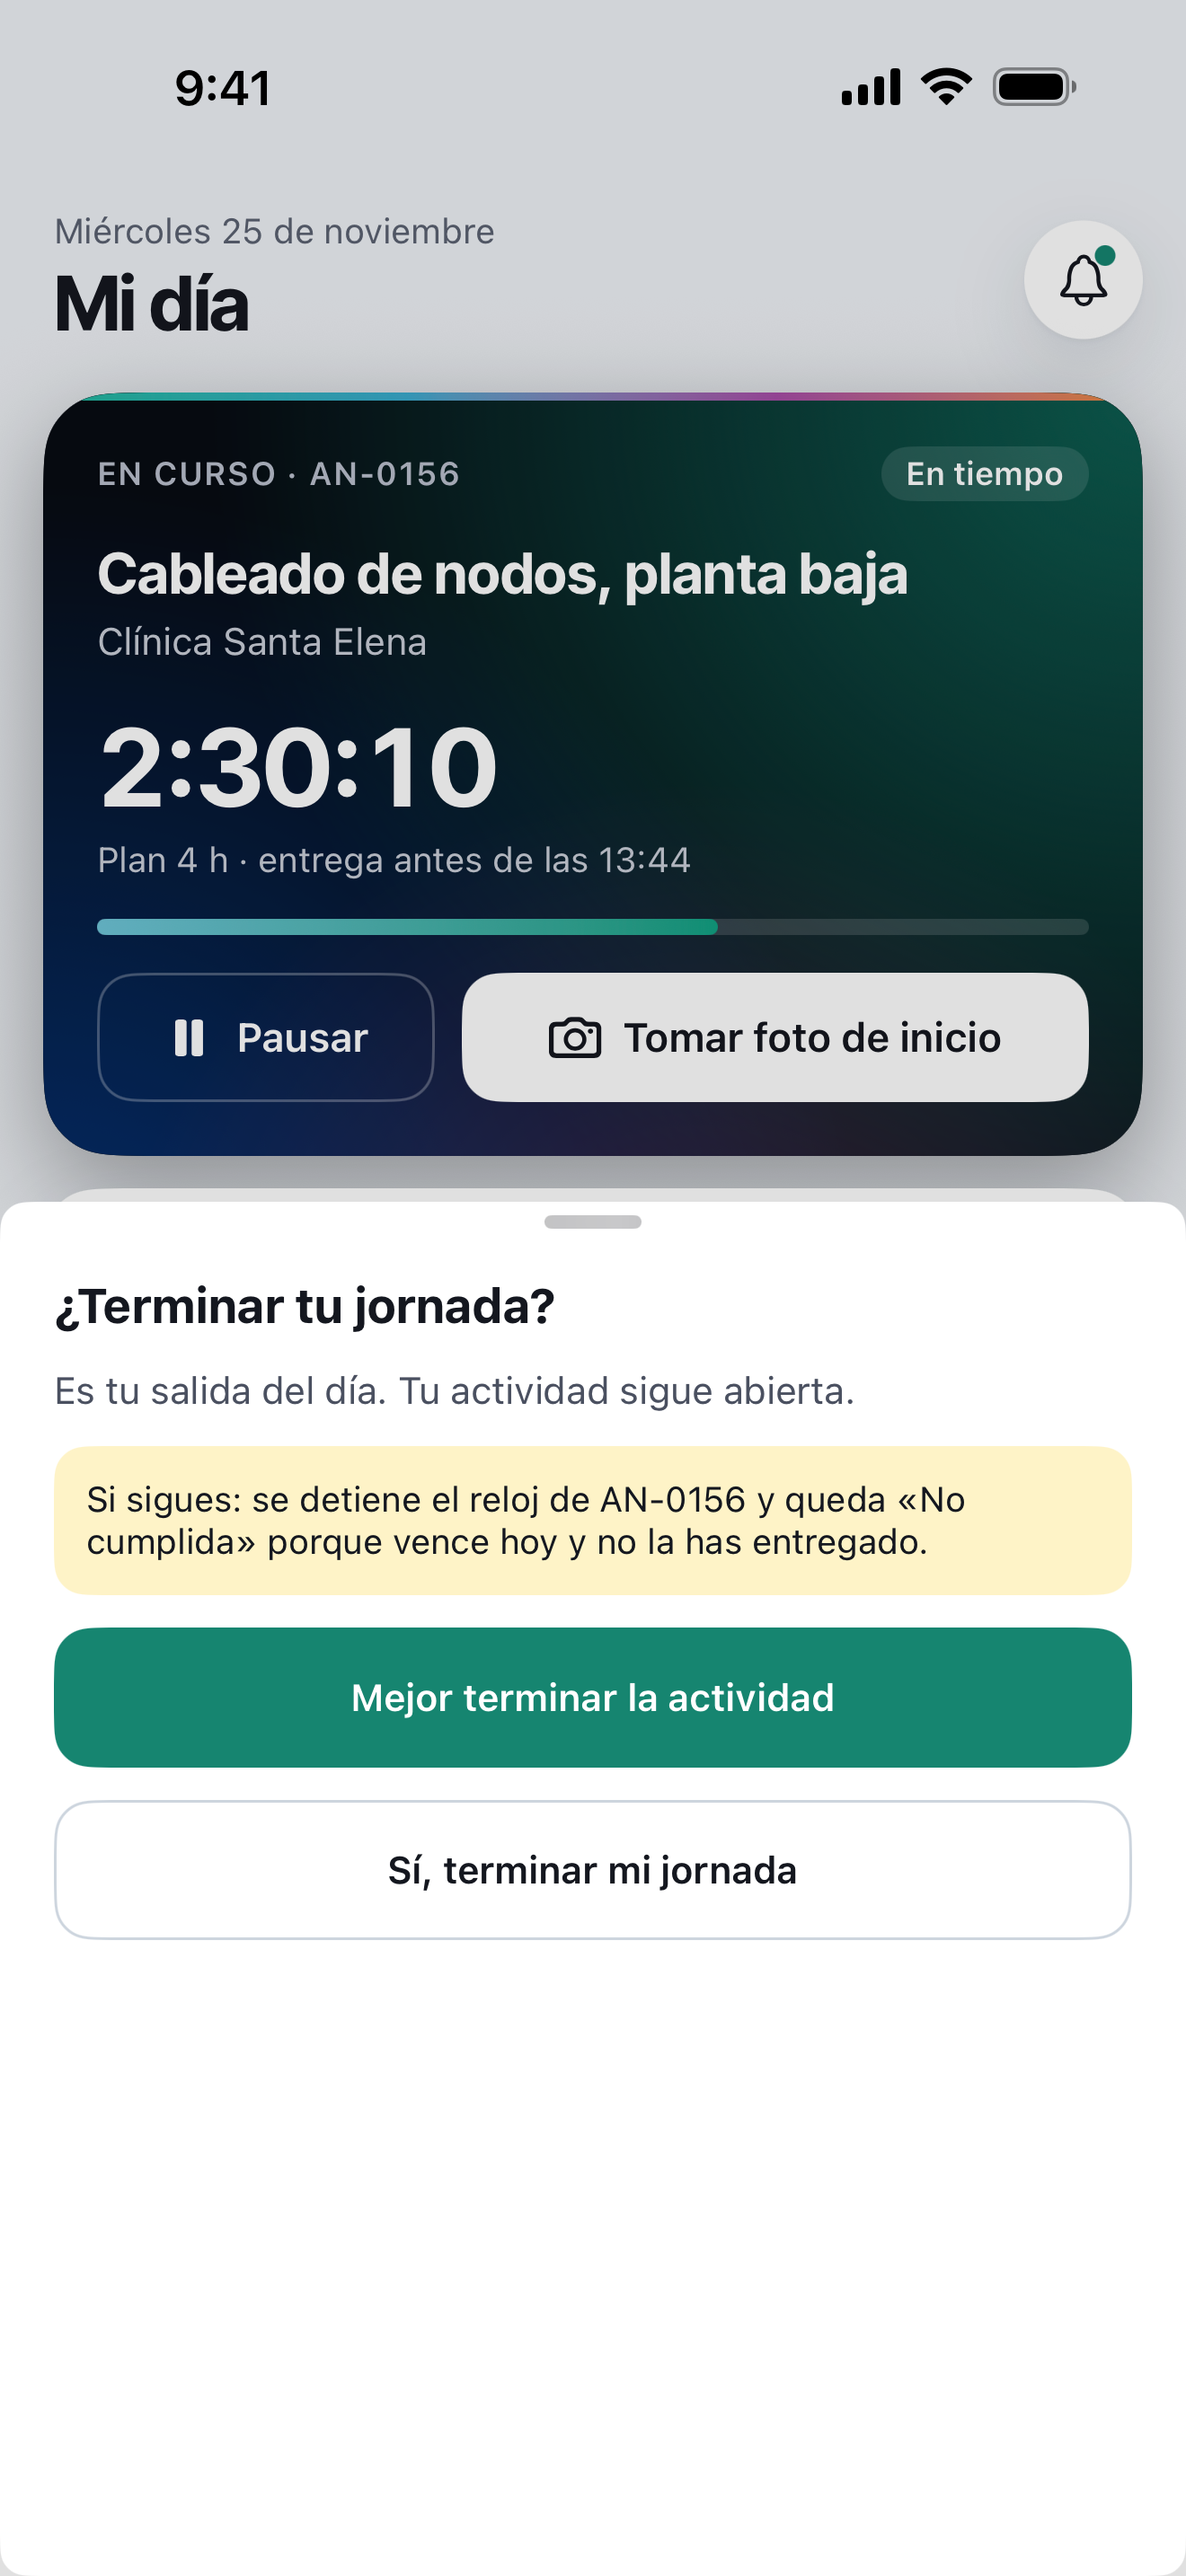 9:41
Miércoles 25 de noviembre
Mi día
EN CURSO · AN-0156
En tiempo
Cableado de nodos, planta baja
Clínica Santa Elena
2:30:10
Plan 4 h · entrega antes de las 13:44
Pausar
Tomar foto de inicio
¿Terminar tu jornada?
Es tu salida del día. Tu actividad sigue abierta.
Si sigues: se detiene el reloj de AN-0156 y queda «No
cumplida» porque vence hoy y no la has entregado.
Mejor terminar la actividad
Sí, terminar mi jornada